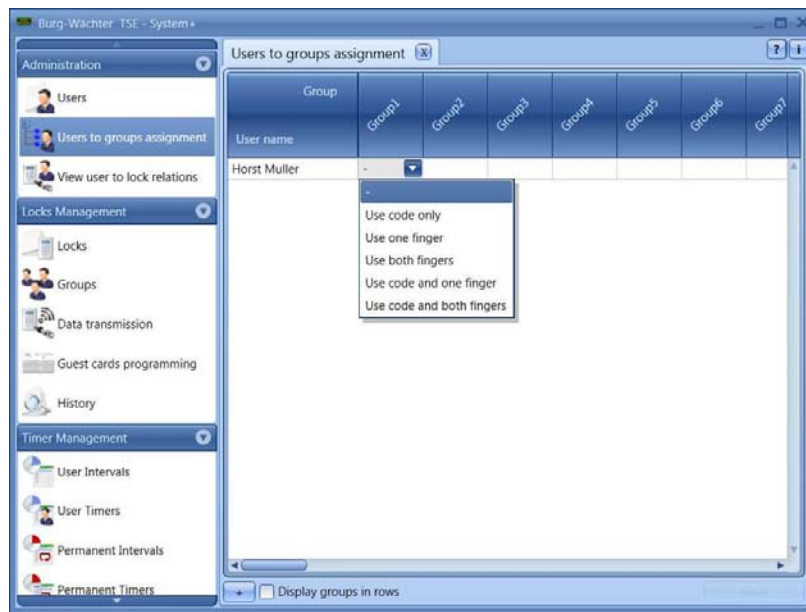 Burg-Wächter TSE - System+
Administration
Users
Users to groups assignment
View user to lock relations
Locks Management
Locks
Groups
Data transmission
Guest cards programming
History
Timer Management
User Intervals
User Timers
Permanent Intervals
Permanent Timers
Users to groups assignment X
? i
Group
User name
Group1
Group2
Group3
Group4
Group5
Group6
Group7
Horst Muller
-
-
Use code only
Use one finger
Use both fingers
Use code and one finger
Use code and both fingers
+ Display groups in rows